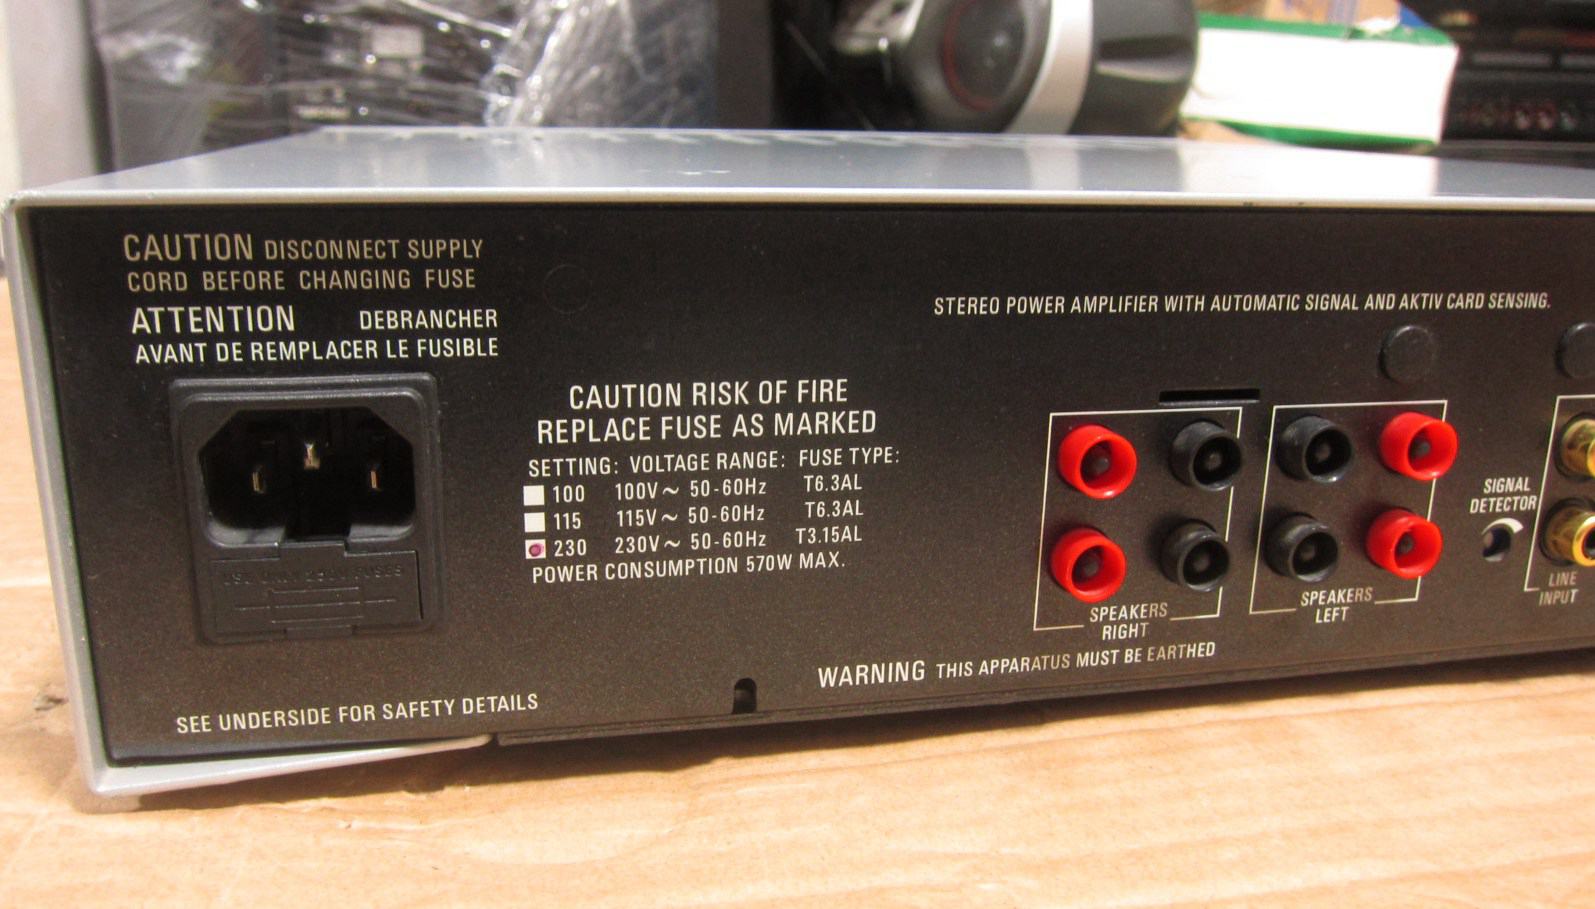 CAUTION DISCONNECT SUPPLY
CORD BEFORE CHANGING FUSE
ATTENTION DEBRANCHER
AVANT DE REMPLACER LE FUSIBLE
USE ONLY 250V FUSES
SEE UNDERSIDE FOR SAFETY DETAILS
CAUTION RISK OF FIRE
REPLACE FUSE AS MARKED
SETTING: VOLTAGE RANGE: FUSE TYPE:
100 100V~ 50-60Hz T6.3AL
115 115V~ 50-60Hz T6.3AL
230 230V~ 50-60Hz T3.15AL
POWER CONSUMPTION 570W MAX.
STEREO POWER AMPLIFIER WITH AUTOMATIC SIGNAL AND AKTIV CARD SENSING.
SPEAKERS
RIGHT
SPEAKERS
LEFT
SIGNAL
DETECTOR
LINE
INPUT
WARNING THIS APPARATUS MUST BE EARTHED